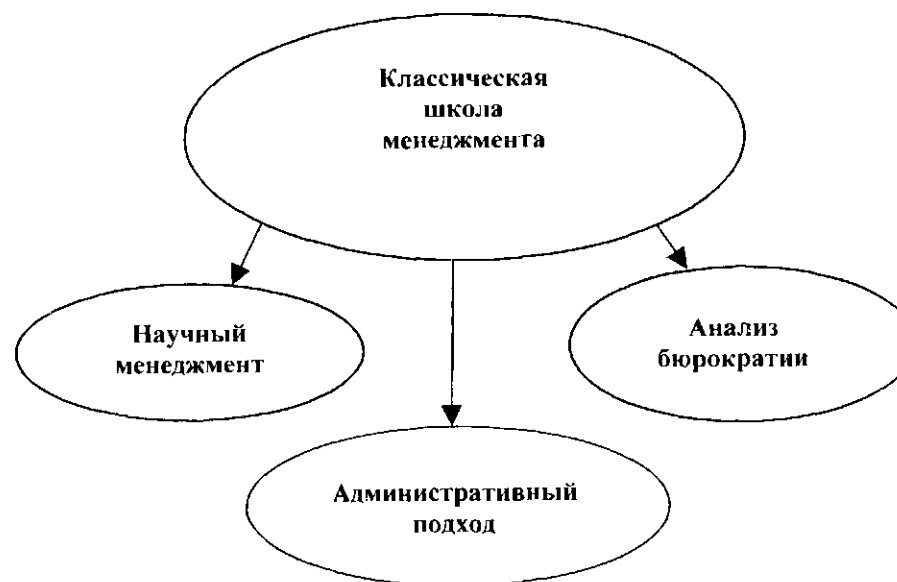 Классическая
школа
менеджмента
Научный
менеджмент
Анализ
бюрократии
Административный
подход